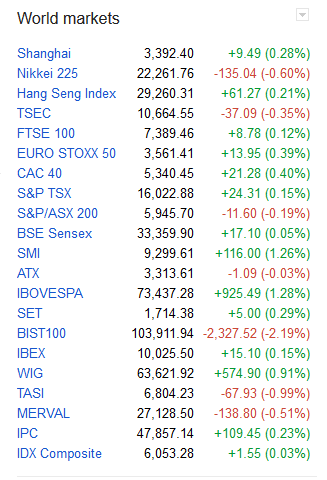 World markets
Shanghai 3,392.40 +9.49 (0.28%)
Nikkei 225 22,261.76 -135.04 (-0.60%)
Hang Seng Index 29,260.31 +61.27 (0.21%)
TSEC 10,664.55 -37.09 (-0.35%)
FTSE 100 7,389.46 +8.78 (0.12%)
EURO STOXX 50 3,561.41 +13.95 (0.39%)
CAC 40 5,340.45 +21.28 (0.40%)
S&P TSX 16,022.88 +24.31 (0.15%)
S&P/ASX 200 5,945.70 -11.60 (-0.19%)
BSE Sensex 33,359.90 +17.10 (0.05%)
SMI 9,299.61 +116.00 (1.26%)
ATX 3,313.61 -1.09 (-0.03%)
IBOVESPA 73,437.28 +925.49 (1.28%)
SET 1,714.38 +5.00 (0.29%)
BIST100 103,911.94 -2,327.52 (-2.19%)
IBEX 10,025.50 +15.10 (0.15%)
WIG 63,621.92 +574.90 (0.91%)
TASI 6,804.23 -67.93 (-0.99%)
MERVAL 27,128.50 -138.80 (-0.51%)
IPC 47,857.14 +109.45 (0.23%)
IDX Composite 6,053.28 +1.55 (0.03%)